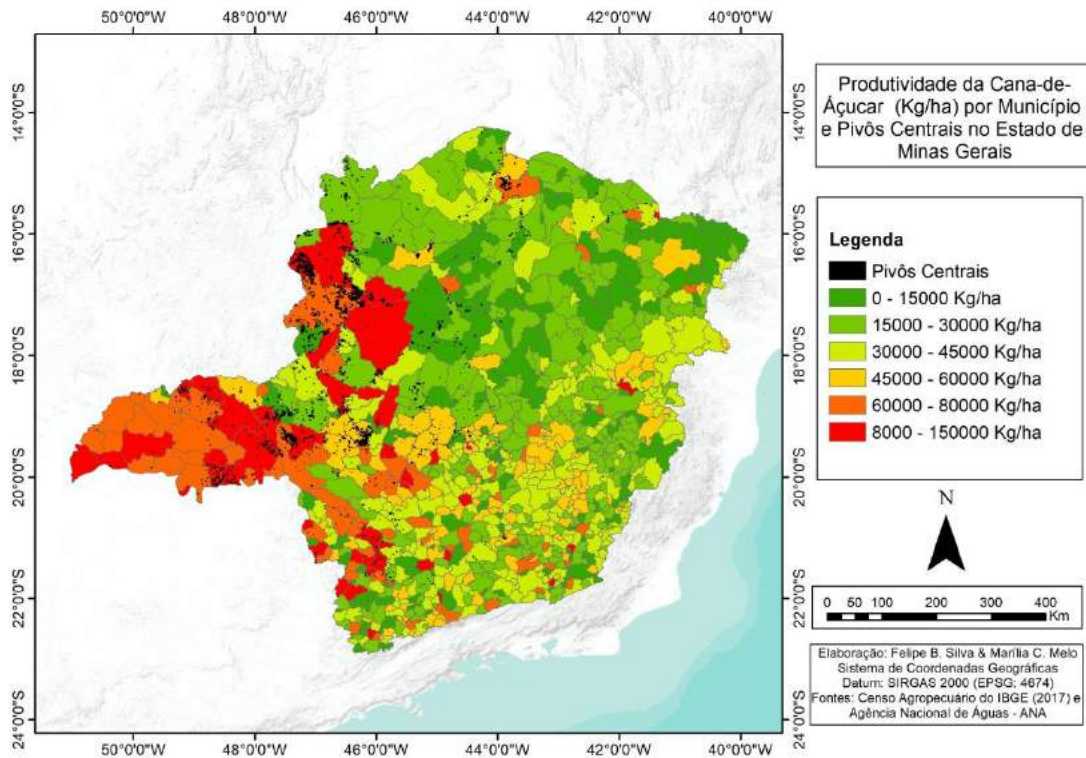 50°0'0"W 48°0'0"W 46°0'0"W 44°0'0"W 42°0'0"W 40°0'0"W
14°0'0"S
16°0'0"S
18°0'0"S
20°0'0"S
22°0'0"S
24°0'0"S
14°0'0"S
16°0'0"S
18°0'0"S
20°0'0"S
22°0'0"S
24°0'0"S
50°0'0"W 48°0'0"W 46°0'0"W 44°0'0"W 42°0'0"W 40°0'0"W
Produtividade da Cana-de-
Áçucar (Kg/ha) por Município
e Pivôs Centrais no Estado de
Minas Gerais
Legenda
Pivôs Centrais
0 - 15000 Kg/ha
15000 - 30000 Kg/ha
30000 - 45000 Kg/ha
45000 - 60000 Kg/ha
60000 - 80000 Kg/ha
8000 - 150000 Kg/ha
N
0 50 100 200 300 400
Km
Elaboração: Felipe B. Silva & Marília C. Melo
Sistema de Coordenadas Geográficas
Datum: SIRGAS 2000 (EPSG: 4674)
Fontes: Censo Agropecuário do IBGE (2017) e
Agência Nacional de Águas - ANA